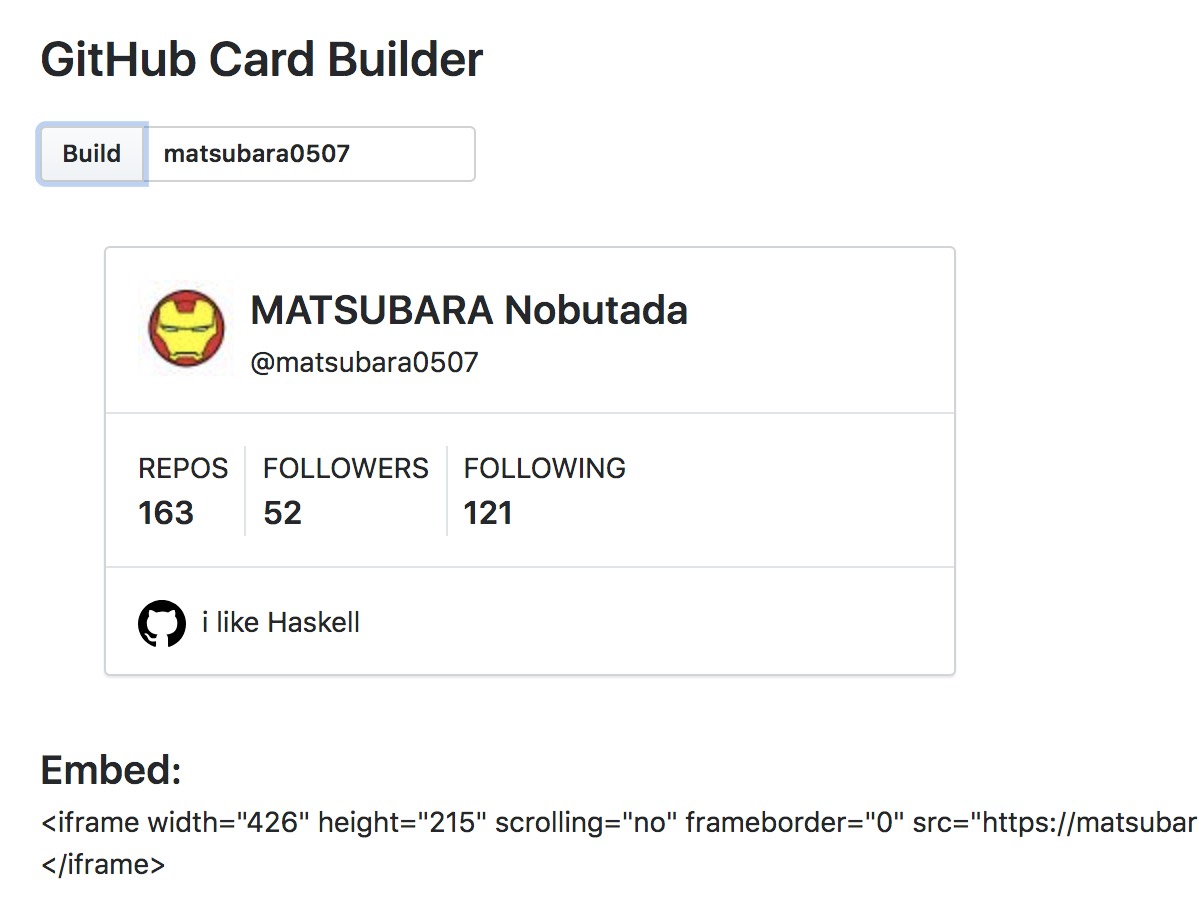 GitHub Card Builder
Build matsubara0507
MATSUBARA Nobutada
@matsubara0507
REPOS FOLLOWERS FOLLOWING
163 52 121
i like Haskell
Embed:
<iframe width="426" height="215" scrolling="no" frameborder="0" src="https://matsubar
</iframe>